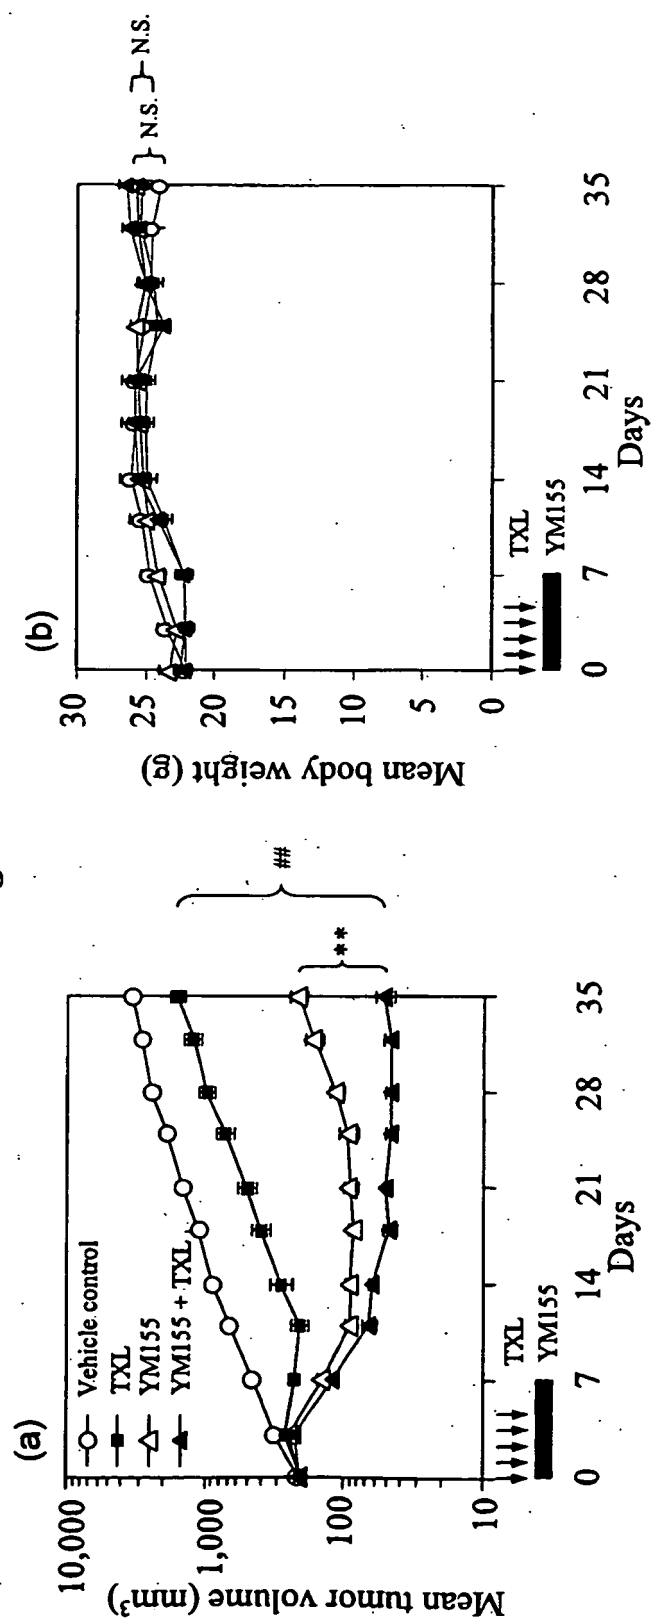 (a)
10,000
1,000
100
10
Mean tumor volume (mm³)
Vehicle control
TXL
YM155
YM155 + TXL
**
##
0 7 14 21 28 35
Days
TXL
YM155
(b)
30
25
20
15
10
5
0
Mean body weight (g)
N.S.
N.S.
0 7 14 21 28 35
Days
TXL
YM155